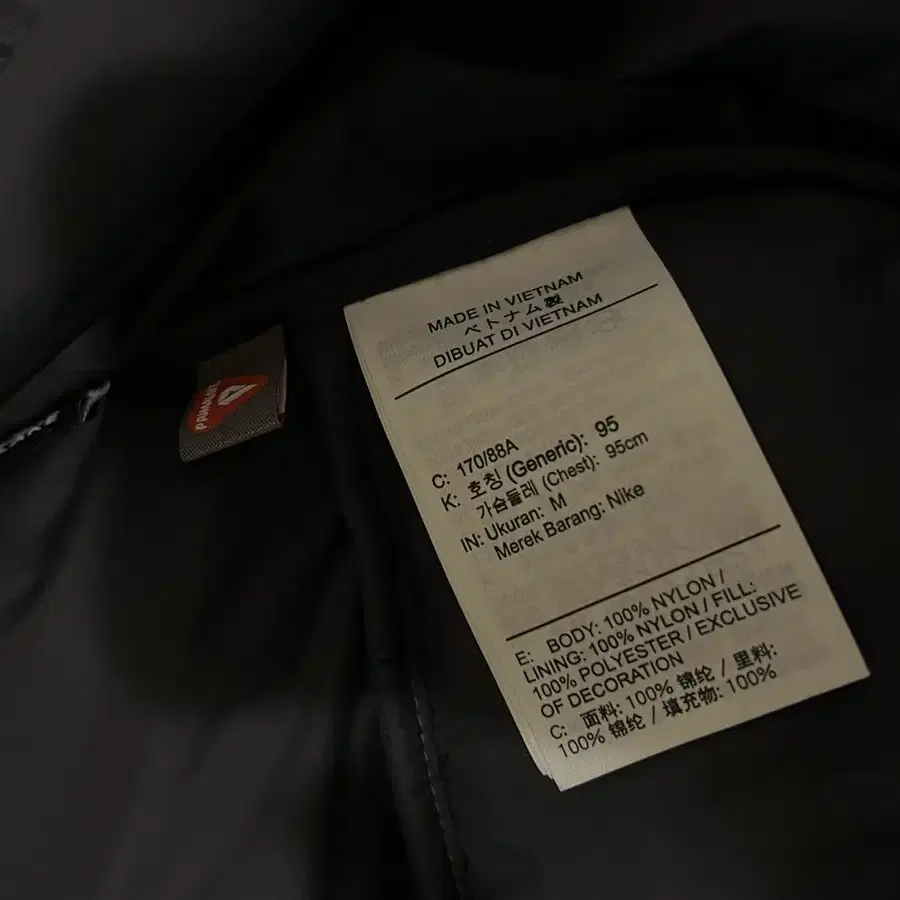 MADE IN VIETNAM
ベトナム製
DIBUAT DI VIETNAM
C: 170/88A
K: 호칭 (Generic): 95
가슴둘레 (Chest): 95cm
IN: Ukuran: M
Merek Barang: Nike
E: BODY: 100% NYLON /
LINING: 100% NYLON / FILL:
100% POLYESTER / EXCLUSIVE
OF DECORATION
C: 面料: 100% 锦纶 / 里料:
100% 锦纶 / 填充物: 100%